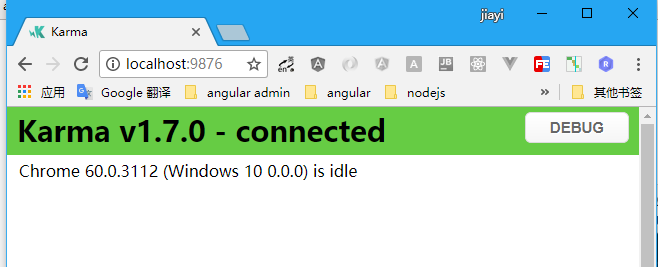 jiayi
Karma
localhost:9876
应用 Google 翻译 angular admin angular nodejs » 其他书签
Karma v1.7.0 - connected
DEBUG
Chrome 60.0.3112 (Windows 10 0.0.0) is idle